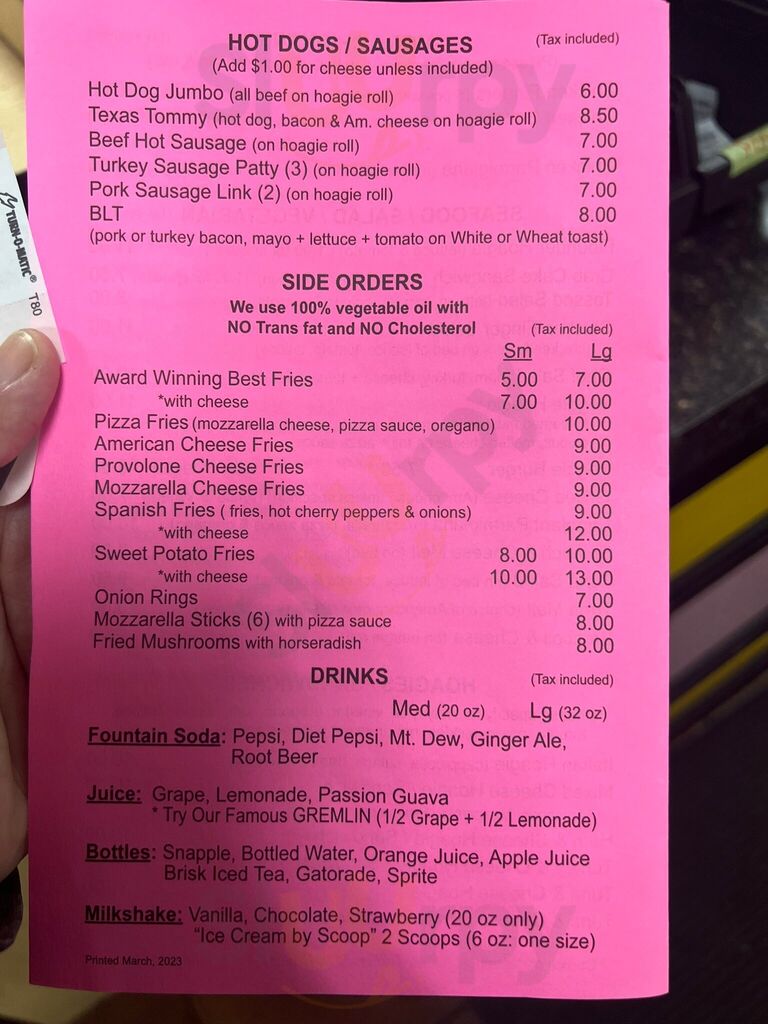 HOT DOGS / SAUSAGES (Tax included)
(Add $1.00 for cheese unless included)
Hot Dog Jumbo (all beef on hoagie roll) 6.00
Texas Tommy (hot dog, bacon & Am. cheese on hoagie roll) 8.50
Beef Hot Sausage (on hoagie roll) 7.00
Turkey Sausage Patty (3) (on hoagie roll) 7.00
Pork Sausage Link (2) (on hoagie roll) 7.00
BLT 8.00
(pork or turkey bacon, mayo + lettuce + tomato on White or Wheat toast)
TURN-O-MATIC® T80
SIDE ORDERS
We use 100% vegetable oil with
NO Trans fat and NO Cholesterol (Tax included)
Sm Lg
Award Winning Best Fries 5.00 7.00
*with cheese 7.00 10.00
Pizza Fries (mozzarella cheese, pizza sauce, oregano) 10.00
American Cheese Fries 9.00
Provolone Cheese Fries 9.00
Mozzarella Cheese Fries 9.00
Spanish Fries ( fries, hot cherry peppers & onions) 9.00
*with cheese 12.00
Sweet Potato Fries 8.00 10.00
*with cheese 10.00 13.00
Onion Rings 7.00
Mozzarella Sticks (6) with pizza sauce 8.00
Fried Mushrooms with horseradish 8.00
DRINKS (Tax included)
Med (20 oz) Lg (32 oz)
Fountain Soda: Pepsi, Diet Pepsi, Mt. Dew, Ginger Ale,
Root Beer
Juice: Grape, Lemonade, Passion Guava
* Try Our Famous GREMLIN (1/2 Grape + 1/2 Lemonade)
Bottles: Snapple, Bottled Water, Orange Juice, Apple Juice
Brisk Iced Tea, Gatorade, Sprite
Milkshake: Vanilla, Chocolate, Strawberry (20 oz only)
"Ice Cream by Scoop" 2 Scoops (6 oz: one size)
Printed March, 2023